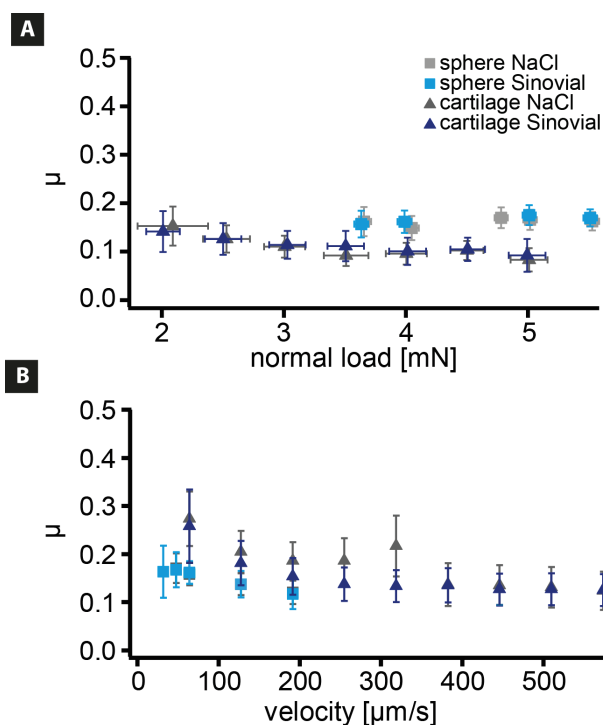 A
0.5
0.4
0.3
0.2
0.1
0.0
µ
sphere NaCl
sphere Sinovial
cartilage NaCl
cartilage Sinovial
2 3 4 5
normal load [mN]
B
0.5
0.4
0.3
0.2
0.1
0.0
µ
0 100 200 300 400 500
velocity [µm/s]